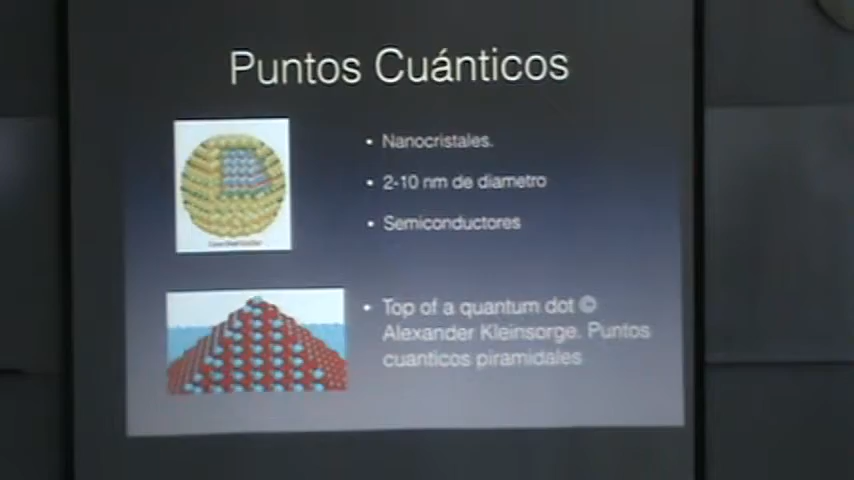 Puntos Cuánticos
• Nanocristales.
• 2-10 nm de diametro
• Semiconductores
• Top of a quantum dot ©
Alexander Kleinsorge. Puntos
cuanticos piramidales